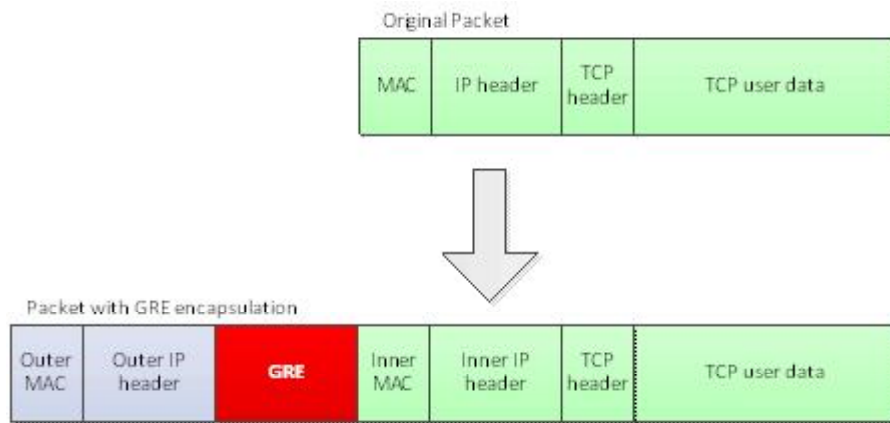 Original Packet
MAC
IP header
TCP
header
TCP user data
Packet with GRE encapsulation
Outer
MAC
Outer IP
header
GRE
Inner
MAC
Inner IP
header
TCP
header
TCP user data